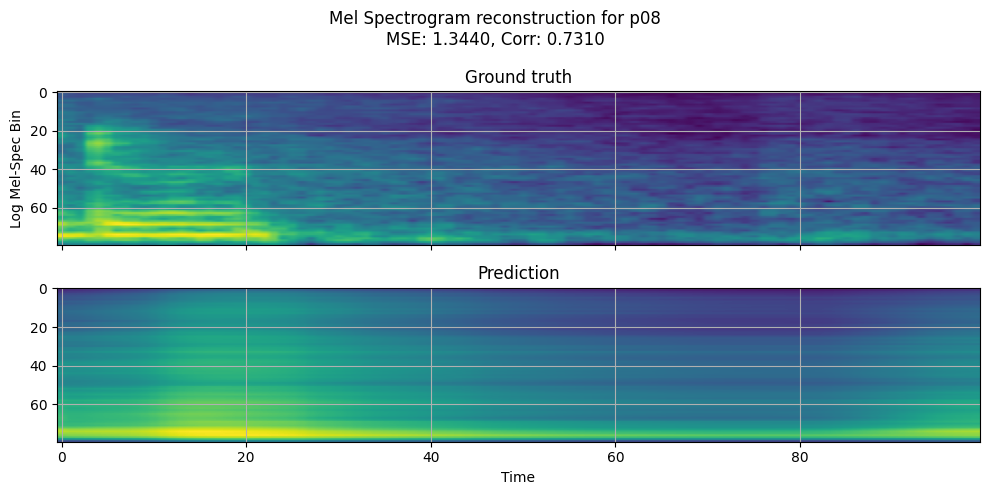 Mel Spectrogram reconstruction for p08
MSE: 1.3440, Corr: 0.7310
Ground truth
Log Mel-Spec Bin
0
20
40
60
Prediction
0
20
40
60
0 20 40 60 80
Time